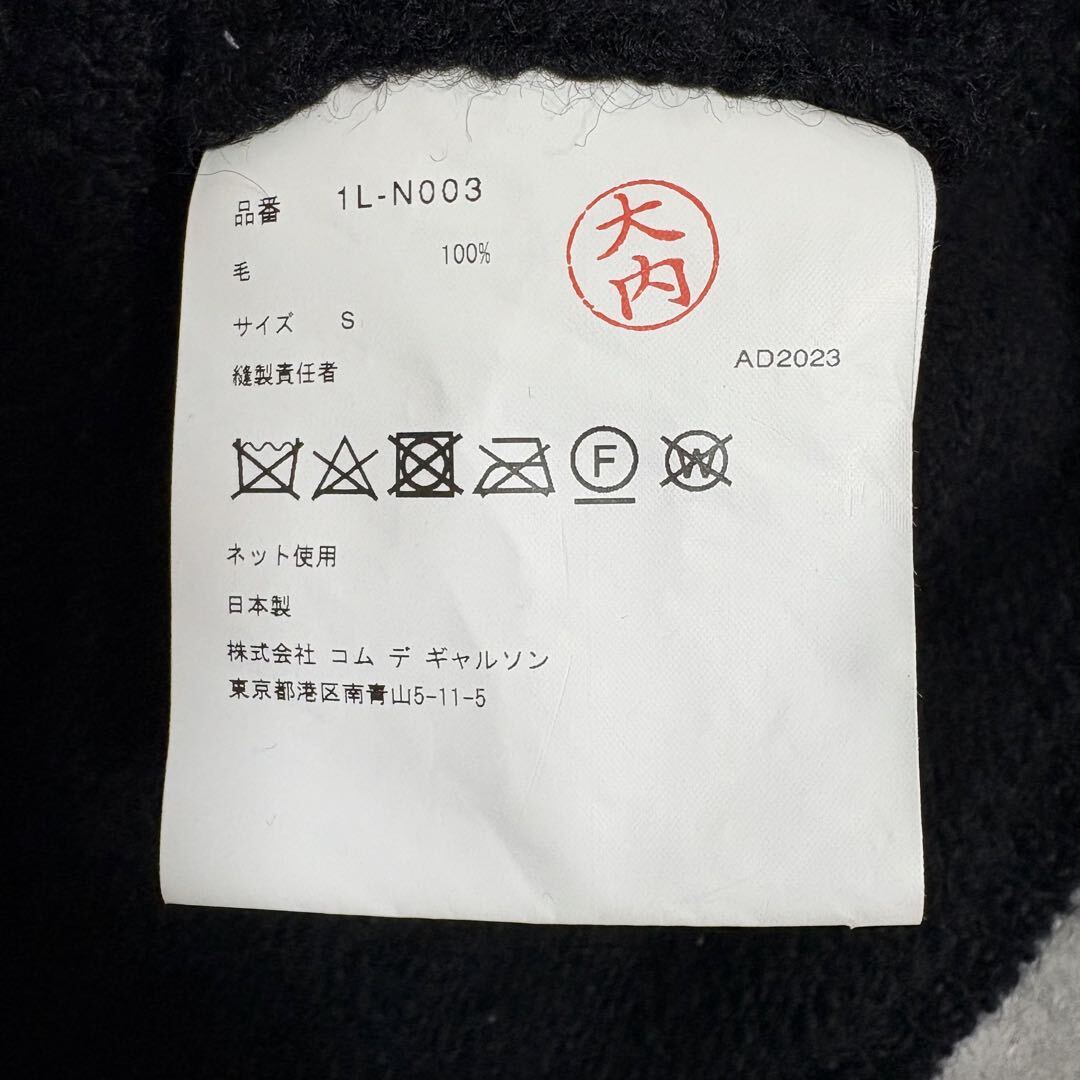 品番 1L-N003
毛 100%
大内
サイズ S
AD2023
縫製責任者
F W
ネット使用
日本製
株式会社 コム デ ギャルソン
東京都港区南青山5-11-5